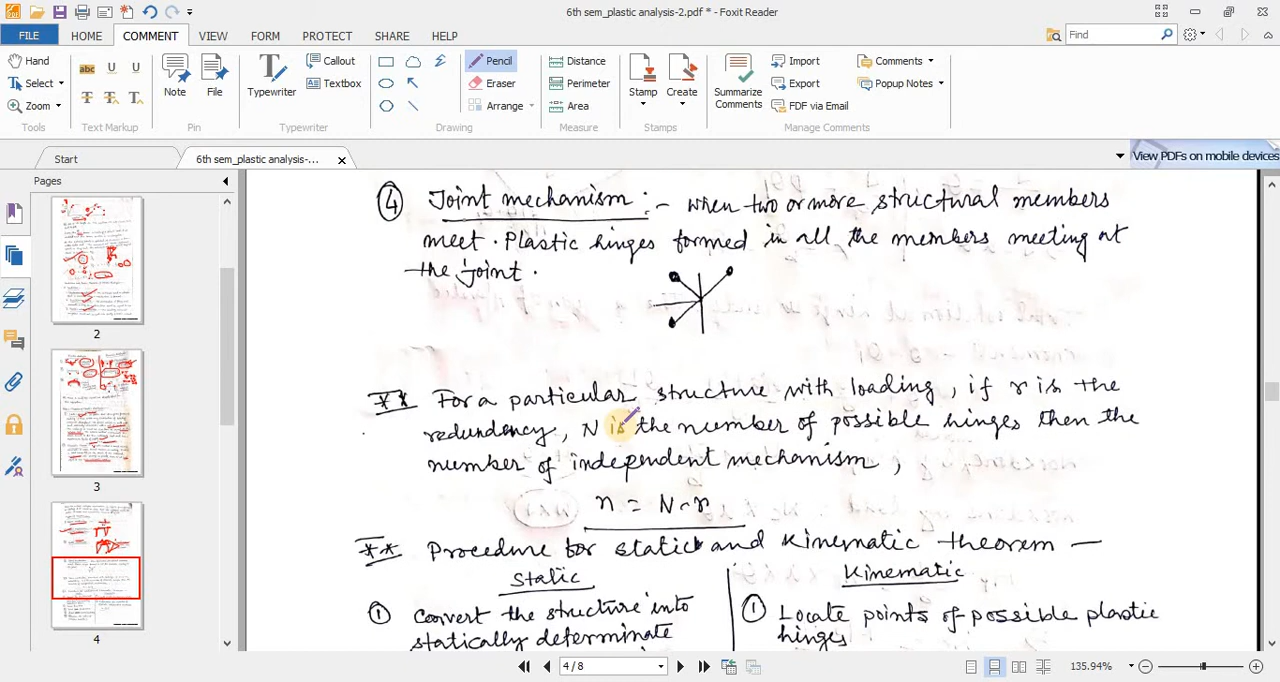 6th sem_plastic analysis-2.pdf * - Foxit Reader
FILE HOME COMMENT VIEW FORM PROTECT SHARE HELP
Find
Hand
Select
Zoom
Tools
Text Markup
Note
File
Pin
Typewriter
Callout
Textbox
Typewriter
Pencil
Eraser
Arrange
Drawing
Distance
Perimeter
Area
Measure
Stamp
Create
Stamps
Summarize Comments
Import
Export
FDF via Email
Comments
Popup Notes
Manage Comments
Start
6th sem_plastic analysis-...
View PDFs on mobile devices
Pages
2
3
4
④ Joint mechanism :- When two or more structural members
meet. Plastic hinges formed in all the members meeting at
the joint.
** For a particular structure with loading, if r is the
redundancy, N is the number of possible hinges then the
number of independent mechanism,
n = N - r
** Procedure for static and Kinematic theorem —
Static
Kinematic
① Convert the structure into
statically determinate
① Locate points of possible plastic
hinges
4 / 8
135.94%